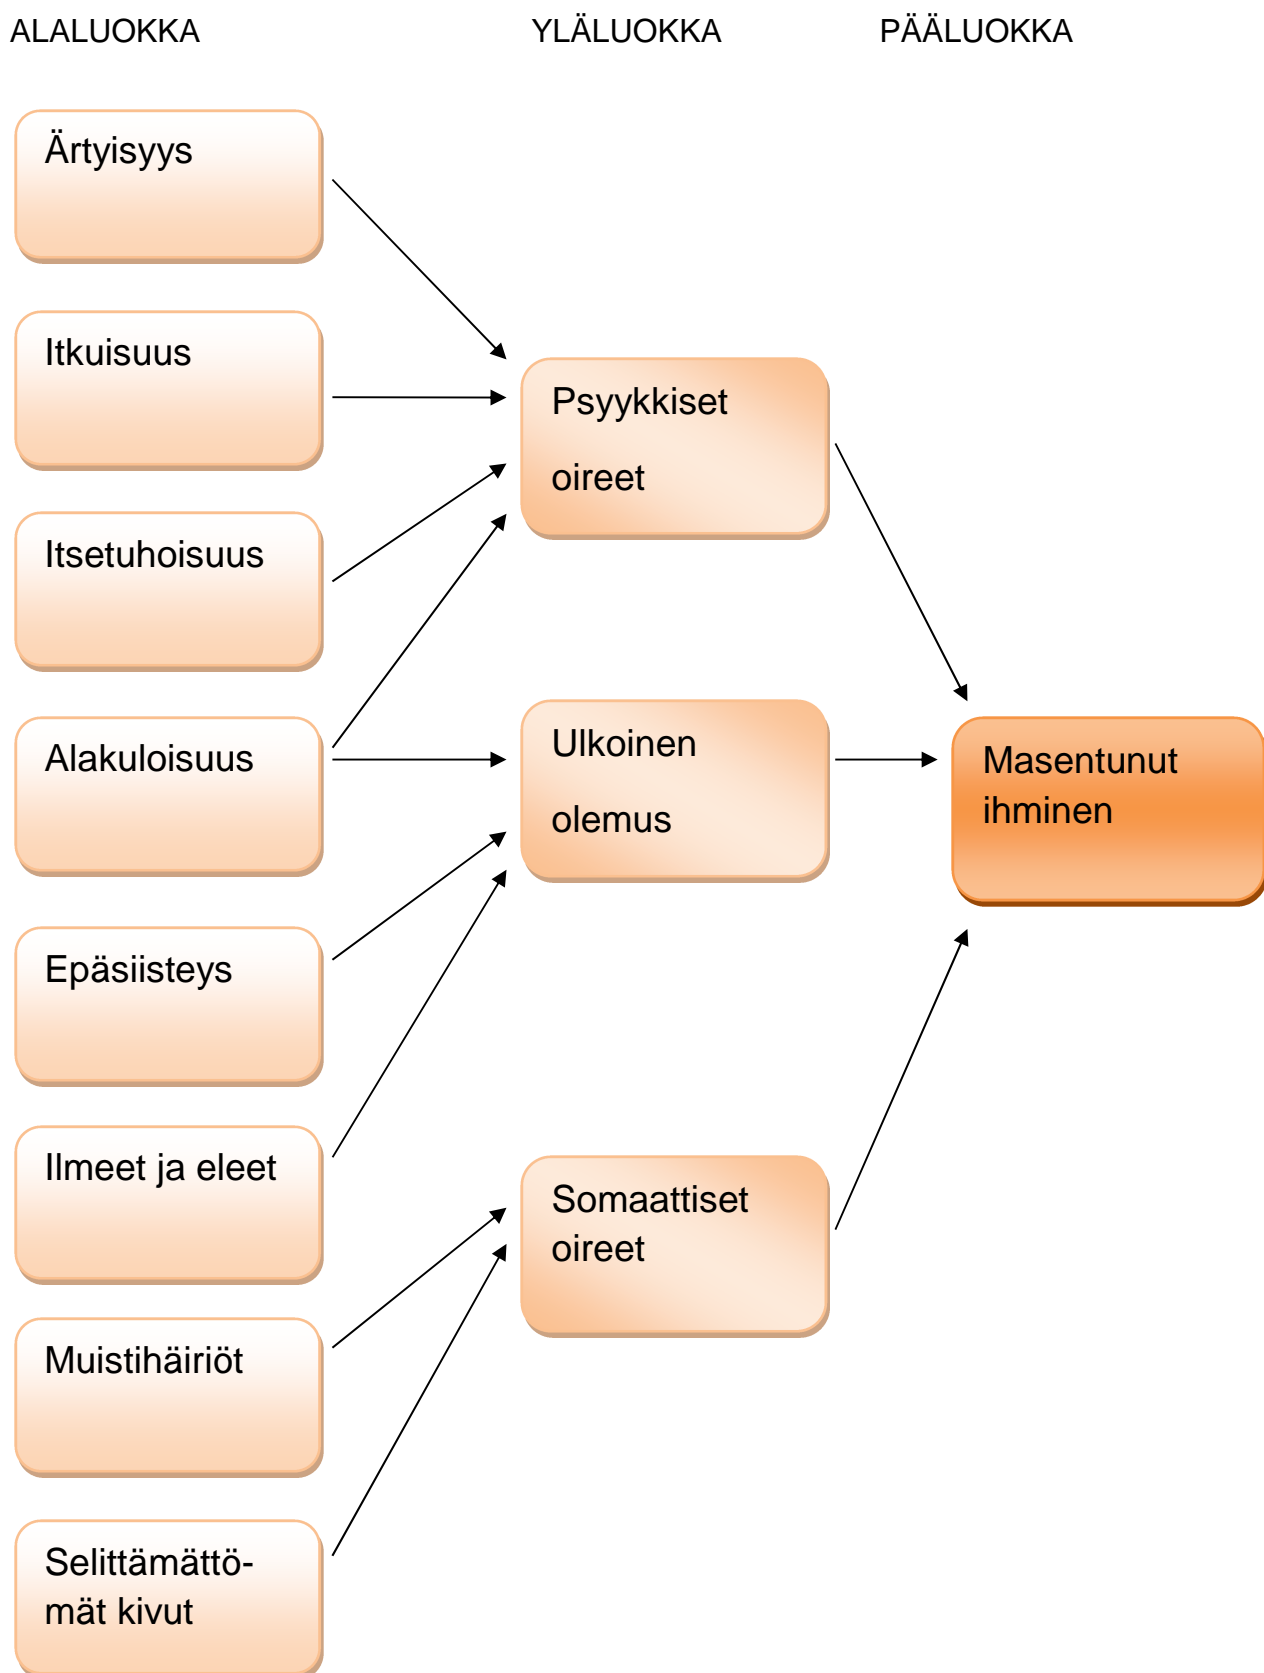 ALALUOKKA
YLÄLUOKKA
PÄÄLUOKKA
Ärtyisyys
Itkuisuus
Itsetuhoisuus
Alakuloisuus
Epäsiisteys
Ilmeet ja eleet
Muistihäiriöt
Selittämättö-
mät kivut
Psyykkiset
oireet
Ulkoinen
olemus
Somaattiset
oireet
Masentunut
ihminen